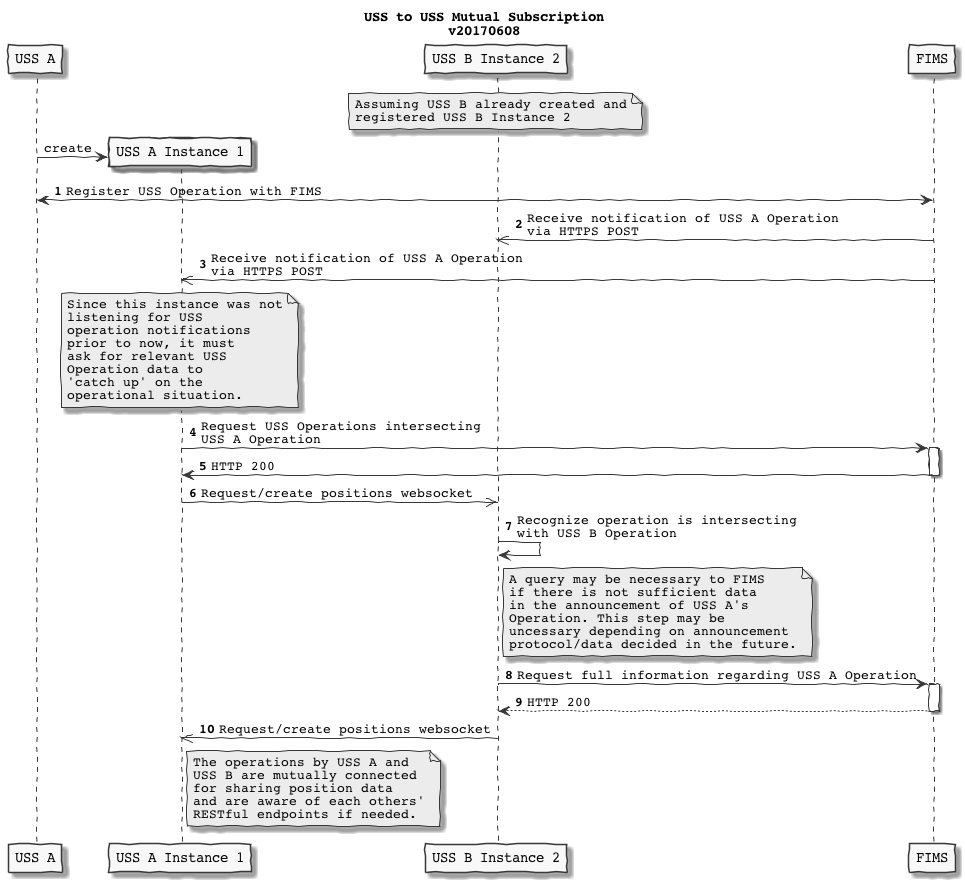 USS to USS Mutual Subscription
v20170608
USS A
USS B Instance 2
FIMS
Assuming USS B already created and
registered USS B Instance 2
create
USS A Instance 1
1 Register USS Operation with FIMS
2 Receive notification of USS A Operation
via HTTPS POST
3 Receive notification of USS A Operation
via HTTPS POST
Since this instance was not
listening for USS
operation notifications
prior to now, it must
ask for relevant USS
Operation data to
'catch up' on the
operational situation.
4 Request USS Operations intersecting
USS A Operation
5 HTTP 200
6 Request/create positions websocket
7 Recognize operation is intersecting
with USS B Operation
A query may be necessary to FIMS
if there is not sufficient data
in the announcement of USS A's
Operation. This step may be
uncessary depending on announcement
protocol/data decided in the future.
8 Request full information regarding USS A Operation
9 HTTP 200
10 Request/create positions websocket
The operations by USS A and
USS B are mutually connected
for sharing position data
and are aware of each others'
RESTful endpoints if needed.
USS A
USS A Instance 1
USS B Instance 2
FIMS